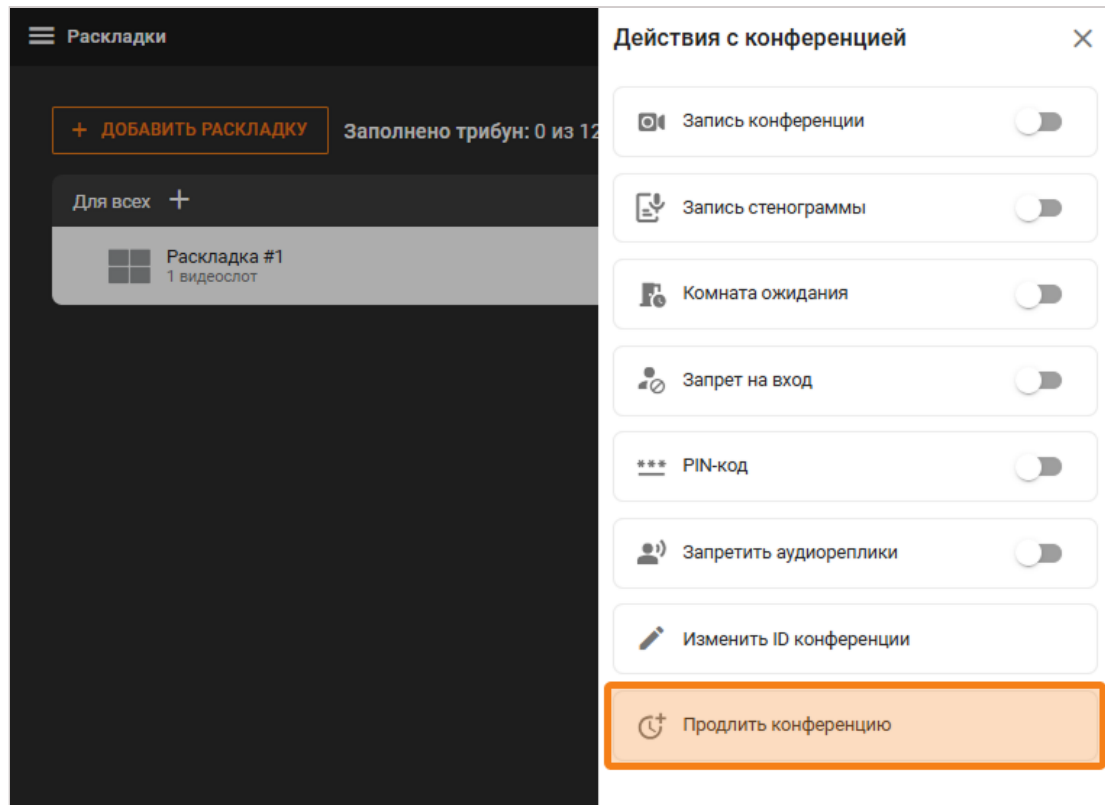 Раскладки
+ ДОБАВИТЬ РАСКЛАДКУ
Заполнено трибун: 0 из 12
Для всех +
Раскладка #1
1 видеослот
Действия с конференцией
Запись конференции
Запись стенограммы
Комната ожидания
Запрет на вход
*** PIN-код
Запретить аудиореплики
Изменить ID конференции
Продлить конференцию